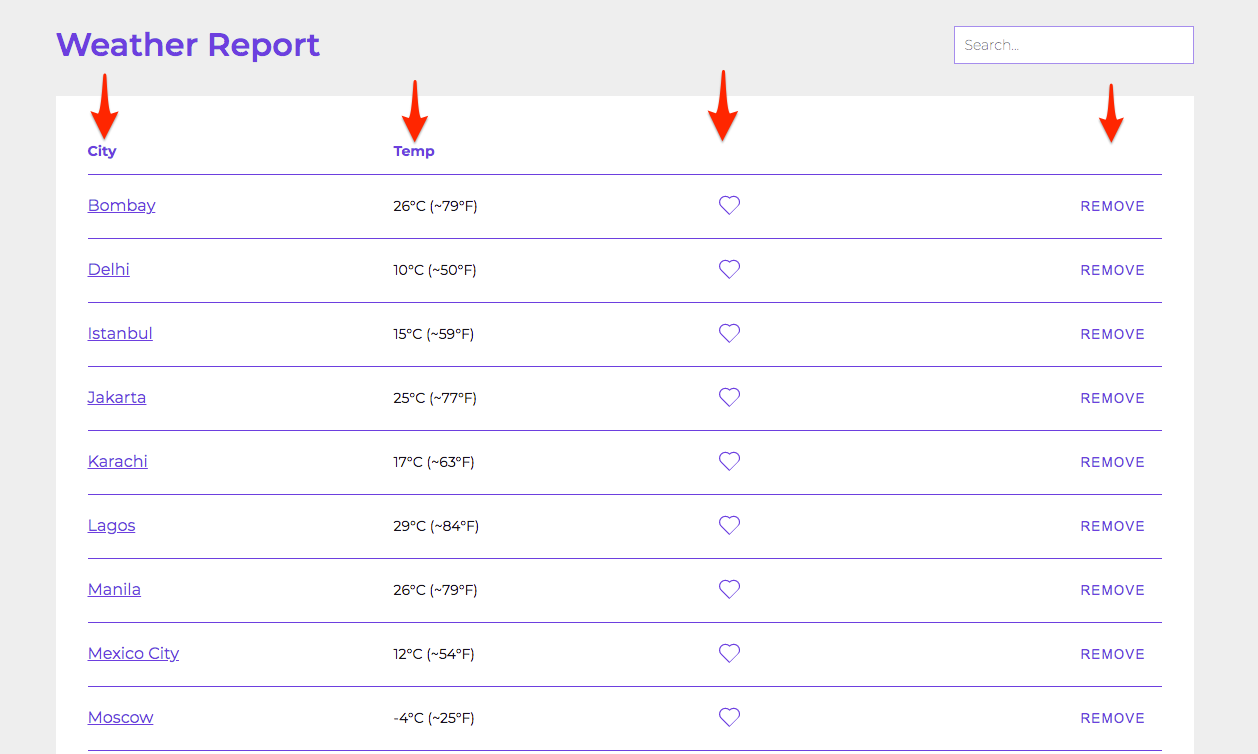 Weather Report
Search...
City Temp
Bombay 26°C (~79°F) REMOVE
Delhi 10°C (~50°F) REMOVE
Istanbul 15°C (~59°F) REMOVE
Jakarta 25°C (~77°F) REMOVE
Karachi 17°C (~63°F) REMOVE
Lagos 29°C (~84°F) REMOVE
Manila 26°C (~79°F) REMOVE
Mexico City 12°C (~54°F) REMOVE
Moscow -4°C (~25°F) REMOVE